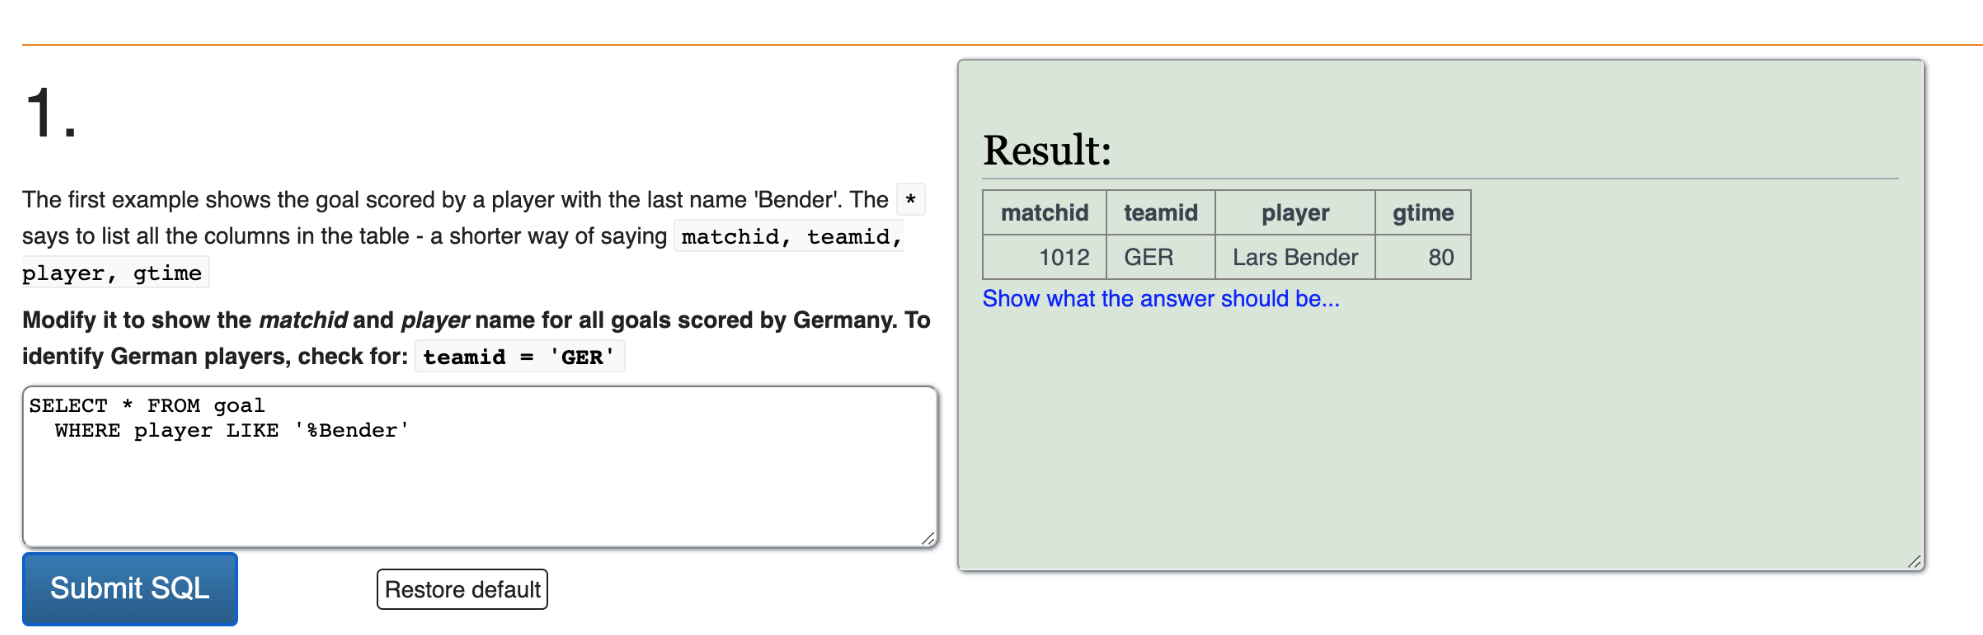 1.
The first example shows the goal scored by a player with the last name 'Bender'. The *
says to list all the columns in the table - a shorter way of saying matchid, teamid,
player, gtime
Modify it to show the matchid and player name for all goals scored by Germany. To
identify German players, check for: teamid = 'GER'
SELECT * FROM goal
  WHERE player LIKE '%Bender'
Submit SQL
Restore default
Result:
matchid teamid player gtime
1012 GER Lars Bender 80
Show what the answer should be...